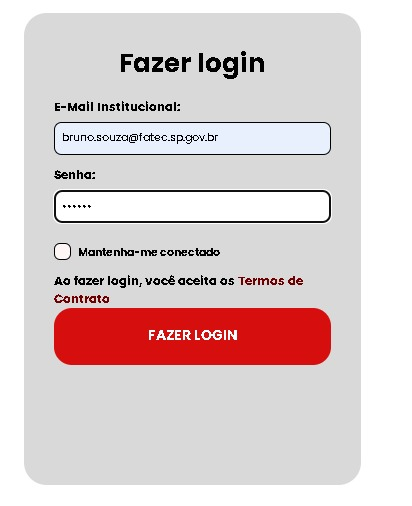 Fazer login
E-Mail Institucional:
bruno.souza@fatec.sp.gov.br
Senha:
••••••
Mantenha-me conectado
Ao fazer login, você aceita os Termos de
Contrato
FAZER LOGIN